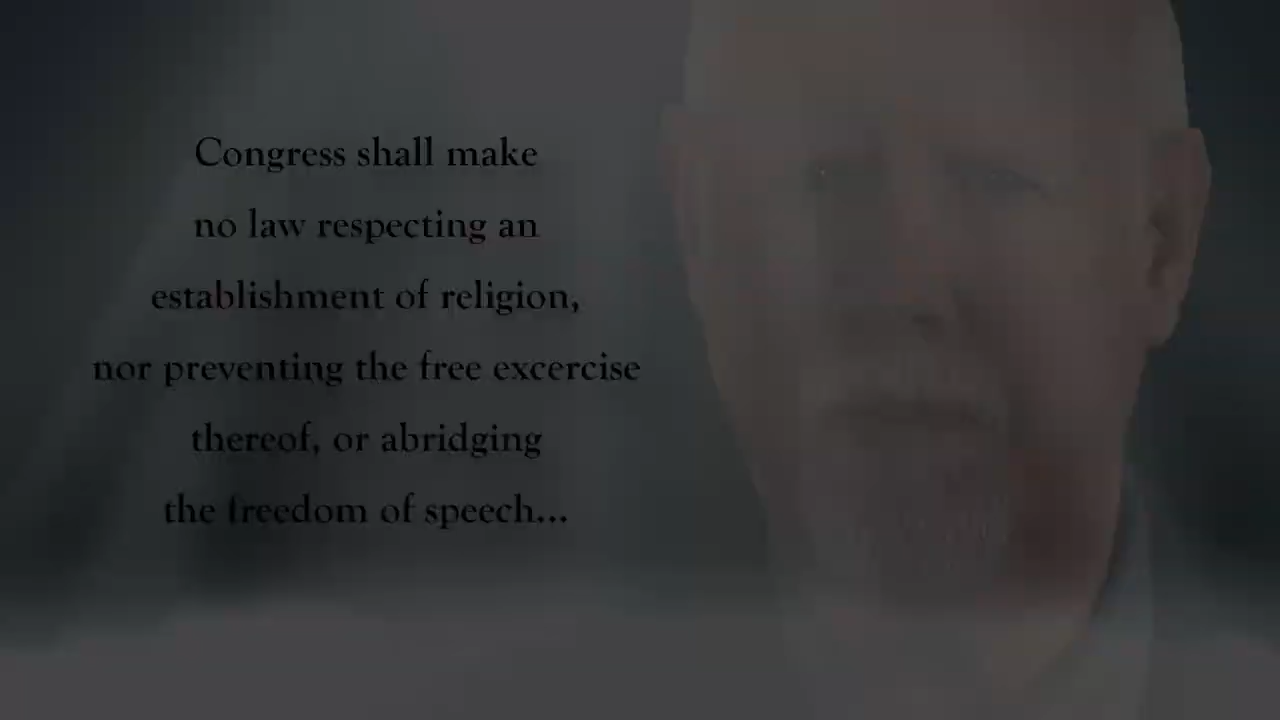 Congress shall make
no law respecting an
establishment of religion,
nor preventing the free excercise
thereof, or abridging
the freedom of speech...